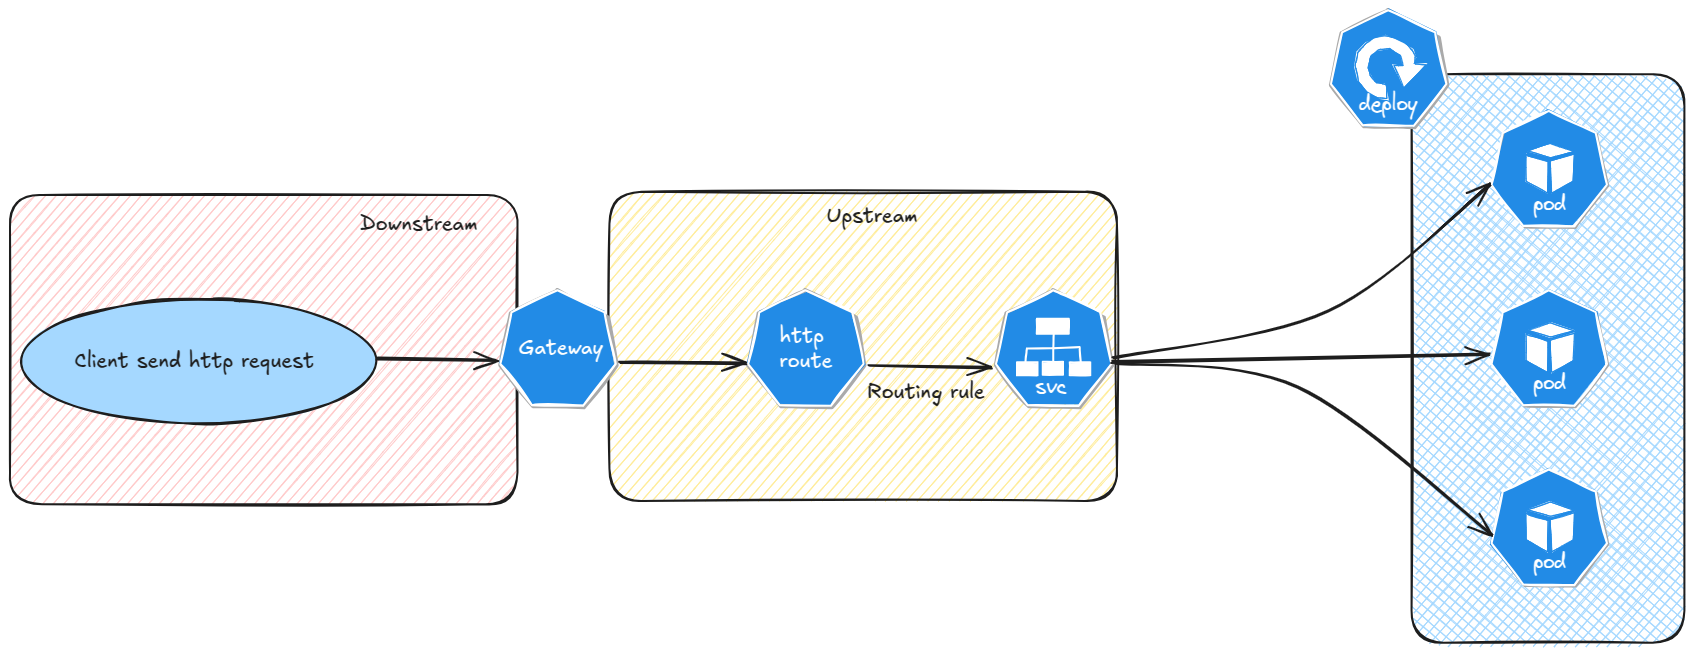 deploy
pod
Downstream
Upstream
Client send http request
Gateway
http
route
Routing rule
svc
pod
pod